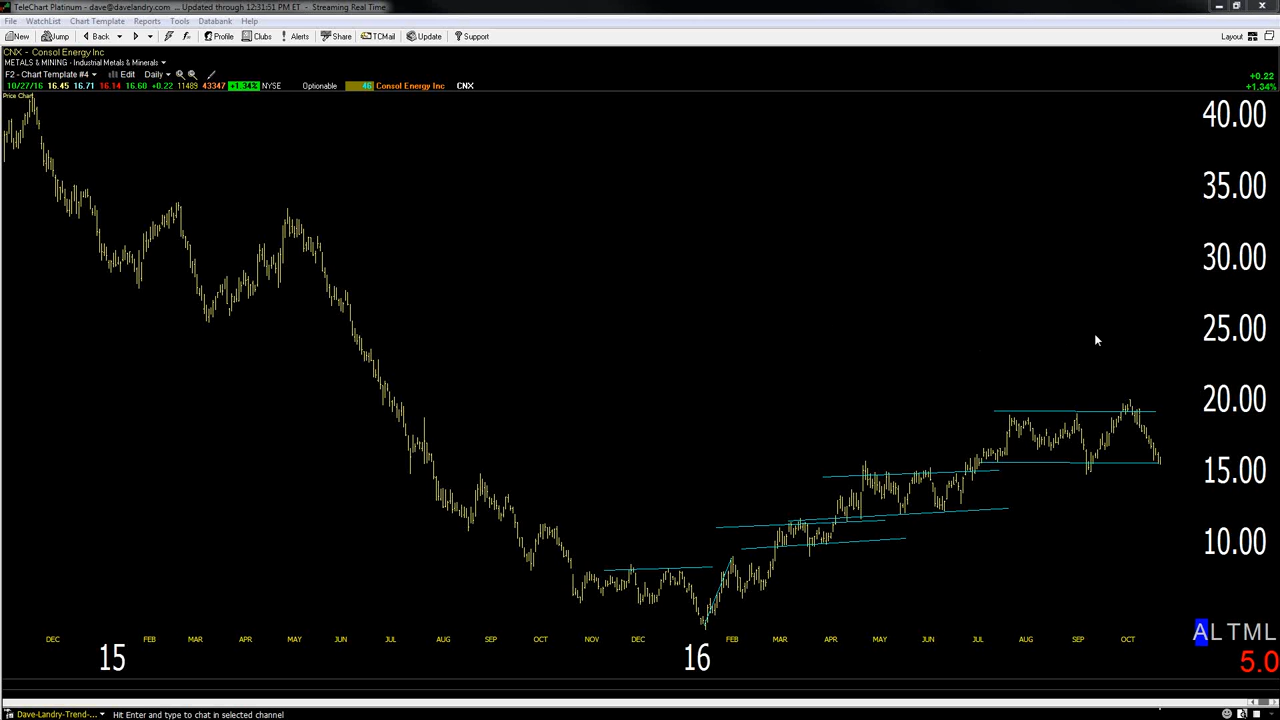 TeleChart Platinum - dave@davelandry.com ... Updated through 12:31:51 PM ET - Streaming Real Time
File WatchList Chart Template Reports Tools Databank Help
New Jump Back Profile Clubs Alerts Share TCMail Update Support Layout
CNX - Consol Energy Inc
METALS & MINING - Industrial Metals & Minerals
F2 - Chart Template #4 Edit Daily
+0.22
10/27/16 16.45 16.71 16.14 16.60 +0.22 11489 43347 +1.34% NYSE Optionable 46 Consol Energy Inc CNX +1.34%
Price Chart
40.00
35.00
30.00
25.00
20.00
15.00
10.00
DEC FEB MAR APR MAY JUN JUL AUG SEP OCT NOV DEC FEB MAR APR MAY JUN JUL AUG SEP OCT
ALTML
15 16
5.0
Dave-Landry-Trend-... Hit Enter and type to chat in selected channel